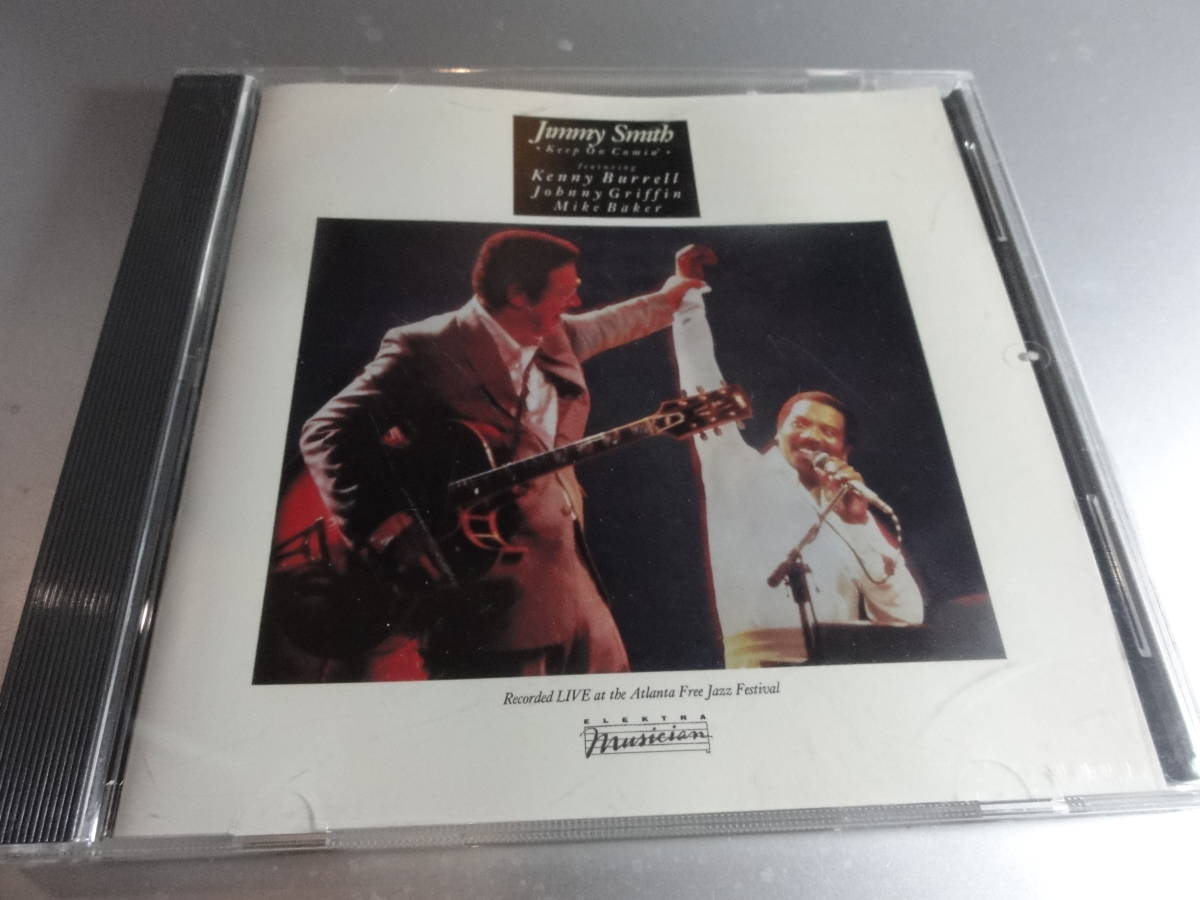 Jimmy Smith
• Keep On Comin' •
featuring
Kenny Burrell
Johnny Griffin
Mike Baker
Recorded LIVE at the Atlanta Free Jazz Festival
ELEKTRA
Musician